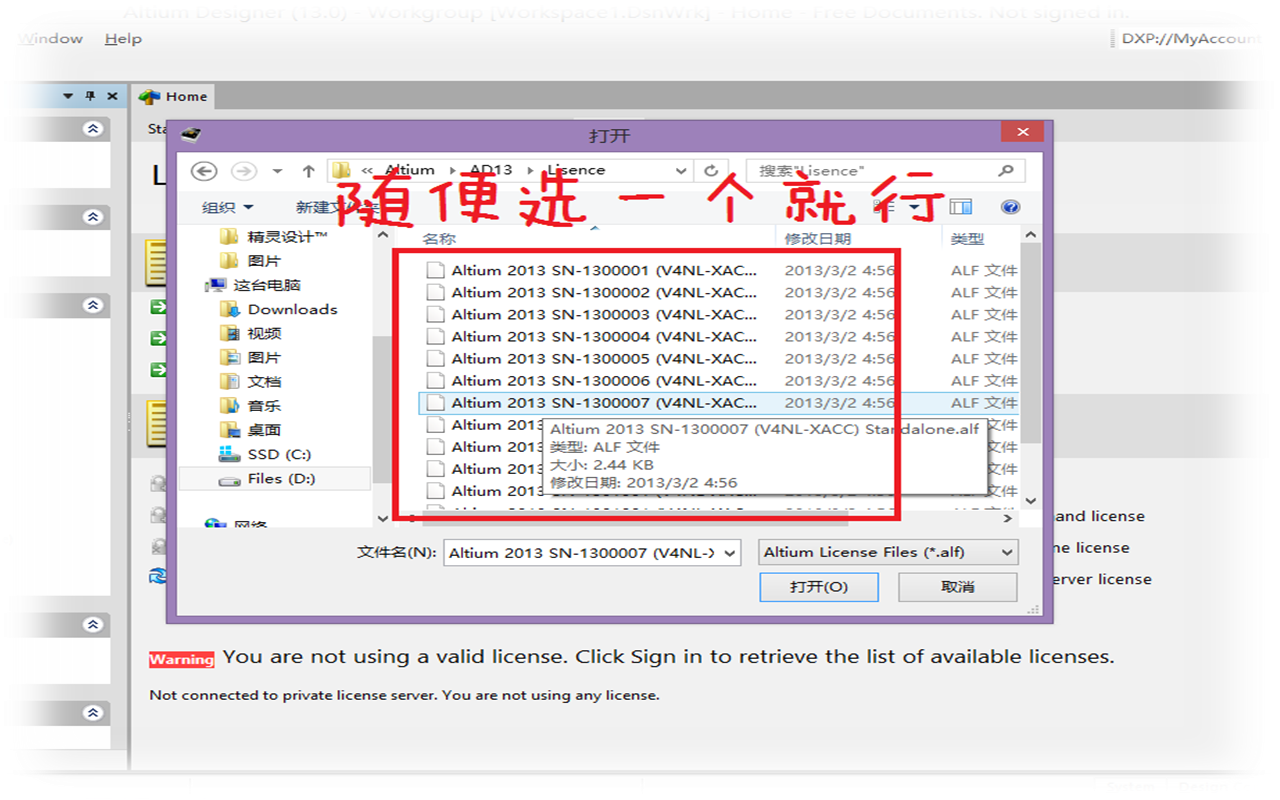 Altium Designer (13.0) - Workgroup [Workspace1.DsnWrk] - Home - Free Documents. Not signed in.
Window Help
DXP://MyAccount
Home
Sta
L
打开
« Altium AD13 Lisence
搜索"Lisence"
随便选一个就行
组织 新建文件夹
名称 修改日期 类型
精灵设计™
图片
这台电脑
Downloads
视频
图片
文档
音乐
桌面
SSD (C:)
Files (D:)
网络
Altium 2013 SN-1300001 (V4NL-XAC... 2013/3/2 4:56 ALF 文件
Altium 2013 SN-1300002 (V4NL-XAC... 2013/3/2 4:56 ALF 文件
Altium 2013 SN-1300003 (V4NL-XAC... 2013/3/2 4:56 ALF 文件
Altium 2013 SN-1300004 (V4NL-XAC... 2013/3/2 4:56 ALF 文件
Altium 2013 SN-1300005 (V4NL-XAC... 2013/3/2 4:56 ALF 文件
Altium 2013 SN-1300006 (V4NL-XAC... 2013/3/2 4:56 ALF 文件
Altium 2013 SN-1300007 (V4NL-XAC... 2013/3/2 4:56 ALF 文件
Altium 2013 文件
Altium 2013 文件
Altium 2013 文件
Altium 2013 文件
Altium 2013 SN-1300007 (V4NL-XACC) Standalone.alf
类型: ALF 文件
大小: 2.44 KB
修改日期: 2013/3/2 4:56
文件名(N): Altium 2013 SN-1300007 (V4NL-X
Altium License Files (*.alf)
打开(O) 取消
and license
ne license
erver license
Warning You are not using a valid license. Click Sign in to retrieve the list of available licenses.
Not connected to private license server. You are not using any license.
System Design